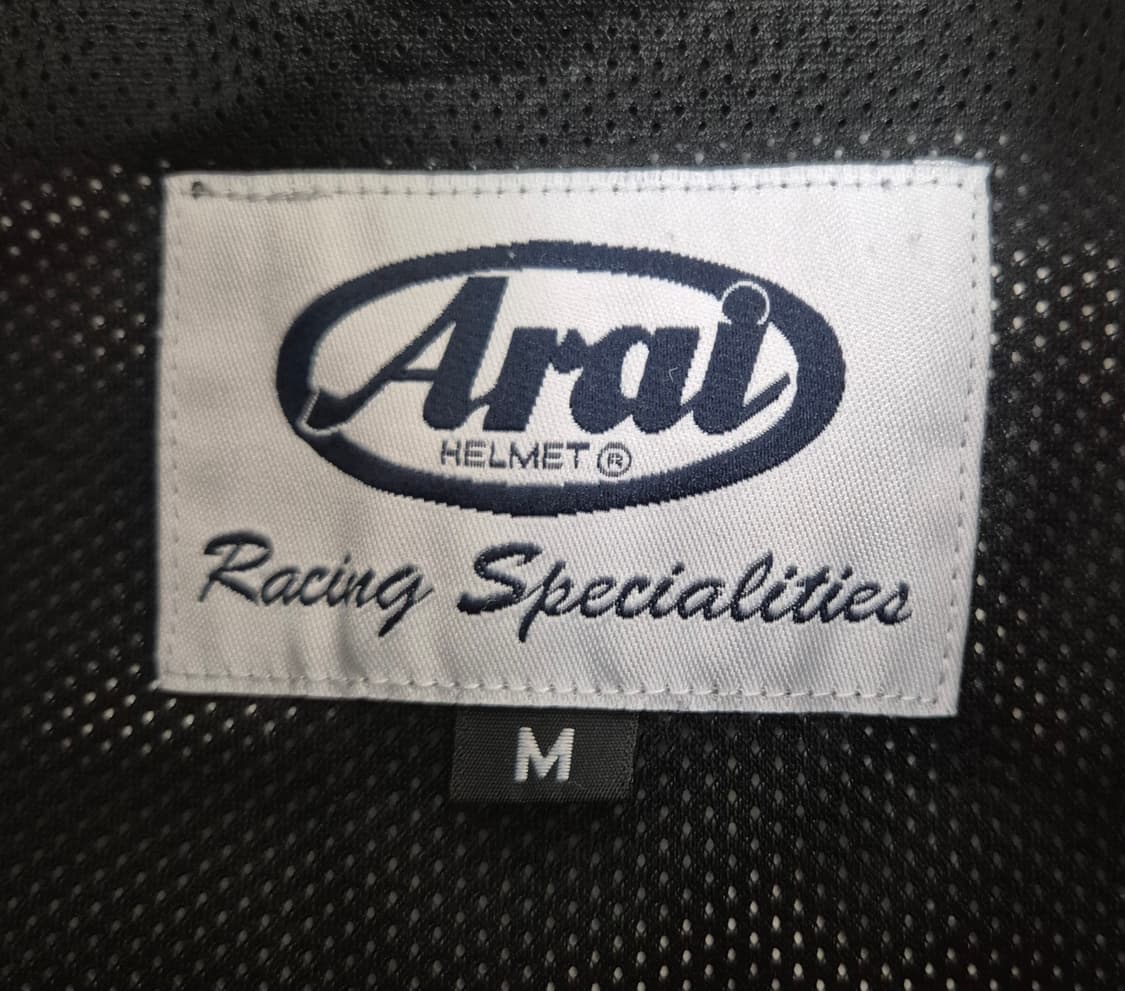 Arai
HELMET ®
Racing Specialities
M